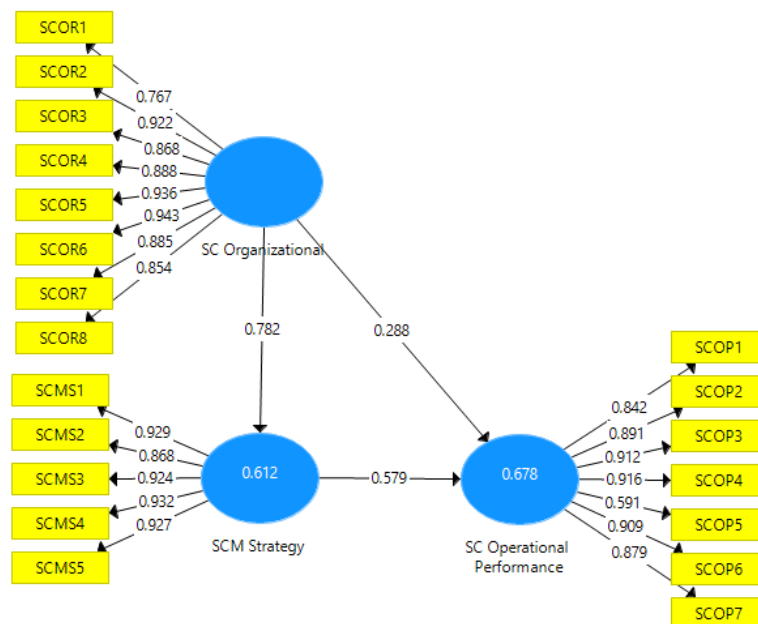 SCOR1
SCOR2
SCOR3
SCOR4
SCOR5
SCOR6
SCOR7
SCOR8
0.767
0.922
0.868
0.888
0.936
0.943
0.885
0.854
SC Organizational
0.782
0.288
SCMS1
SCMS2
SCMS3
SCMS4
SCMS5
0.929
0.868
0.924
0.932
0.927
0.612
SCM Strategy
0.579
0.678
SC Operational
Performance
0.842
0.891
0.912
0.916
0.591
0.909
0.879
SCOP1
SCOP2
SCOP3
SCOP4
SCOP5
SCOP6
SCOP7